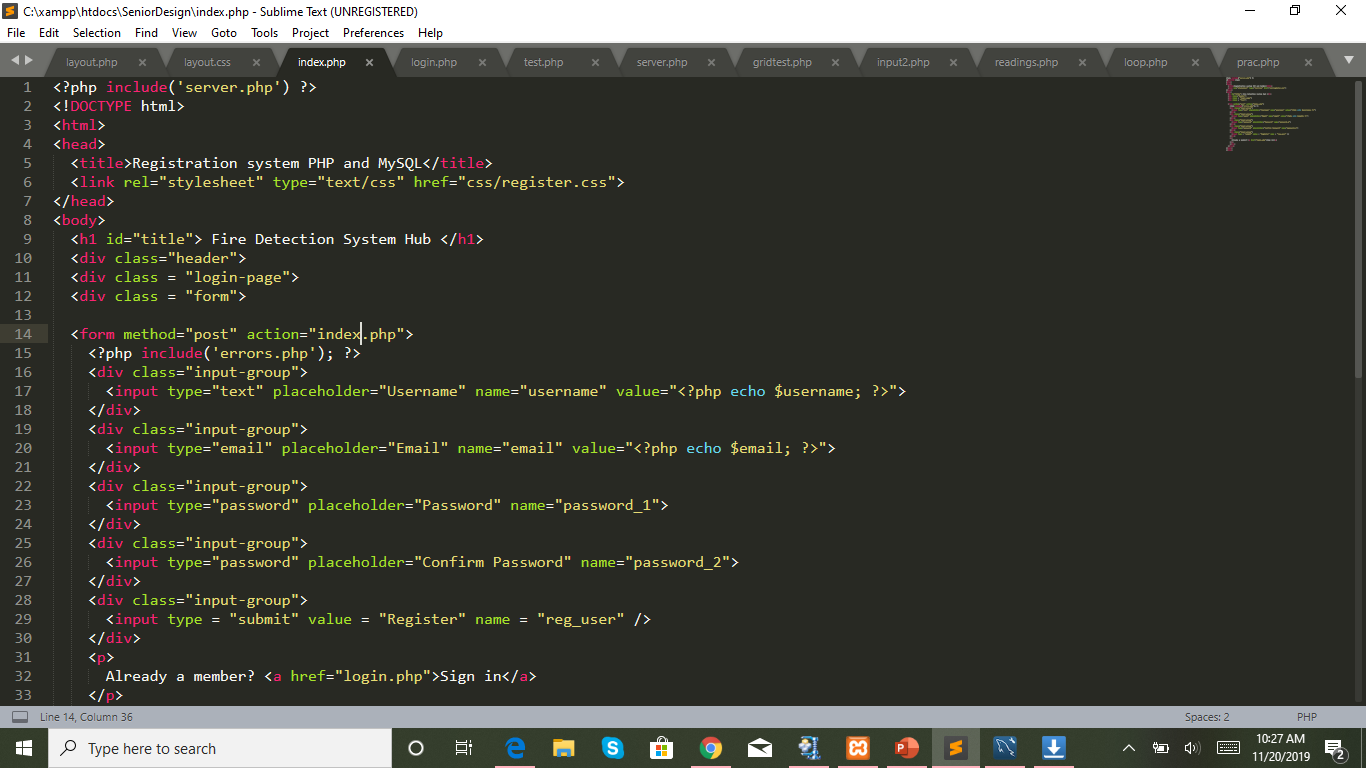 C:\xampp\htdocs\SeniorDesign\index.php - Sublime Text (UNREGISTERED)
File Edit Selection Find View Goto Tools Project Preferences Help
layout.php layout.css index.php login.php test.php server.php gridtest.php input2.php readings.php loop.php prac.php
1 <?php include('server.php') ?>
2 <!DOCTYPE html>
3 <html>
4 <head>
5 <title>Registration system PHP and MySQL</title>
6 <link rel="stylesheet" type="text/css" href="css/register.css">
7 </head>
8 <body>
9 <h1 id="title"> Fire Detection System Hub </h1>
10 <div class="header">
11 <div class = "login-page">
12 <div class = "form">
13
14 <form method="post" action="index.php">
15 <?php include('errors.php'); ?>
16 <div class="input-group">
17 <input type="text" placeholder="Username" name="username" value="<?php echo $username; ?>">
18 </div>
19 <div class="input-group">
20 <input type="email" placeholder="Email" name="email" value="<?php echo $email; ?>">
21 </div>
22 <div class="input-group">
23 <input type="password" placeholder="Password" name="password_1">
24 </div>
25 <div class="input-group">
26 <input type="password" placeholder="Confirm Password" name="password_2">
27 </div>
28 <div class="input-group">
29 <input type = "submit" value = "Register" name = "reg_user" />
30 </div>
31 <p>
32 Already a member? <a href="login.php">Sign in</a>
33 </p>
Line 14, Column 36 Spaces: 2 PHP
Type here to search
10:27 AM
11/20/2019
2